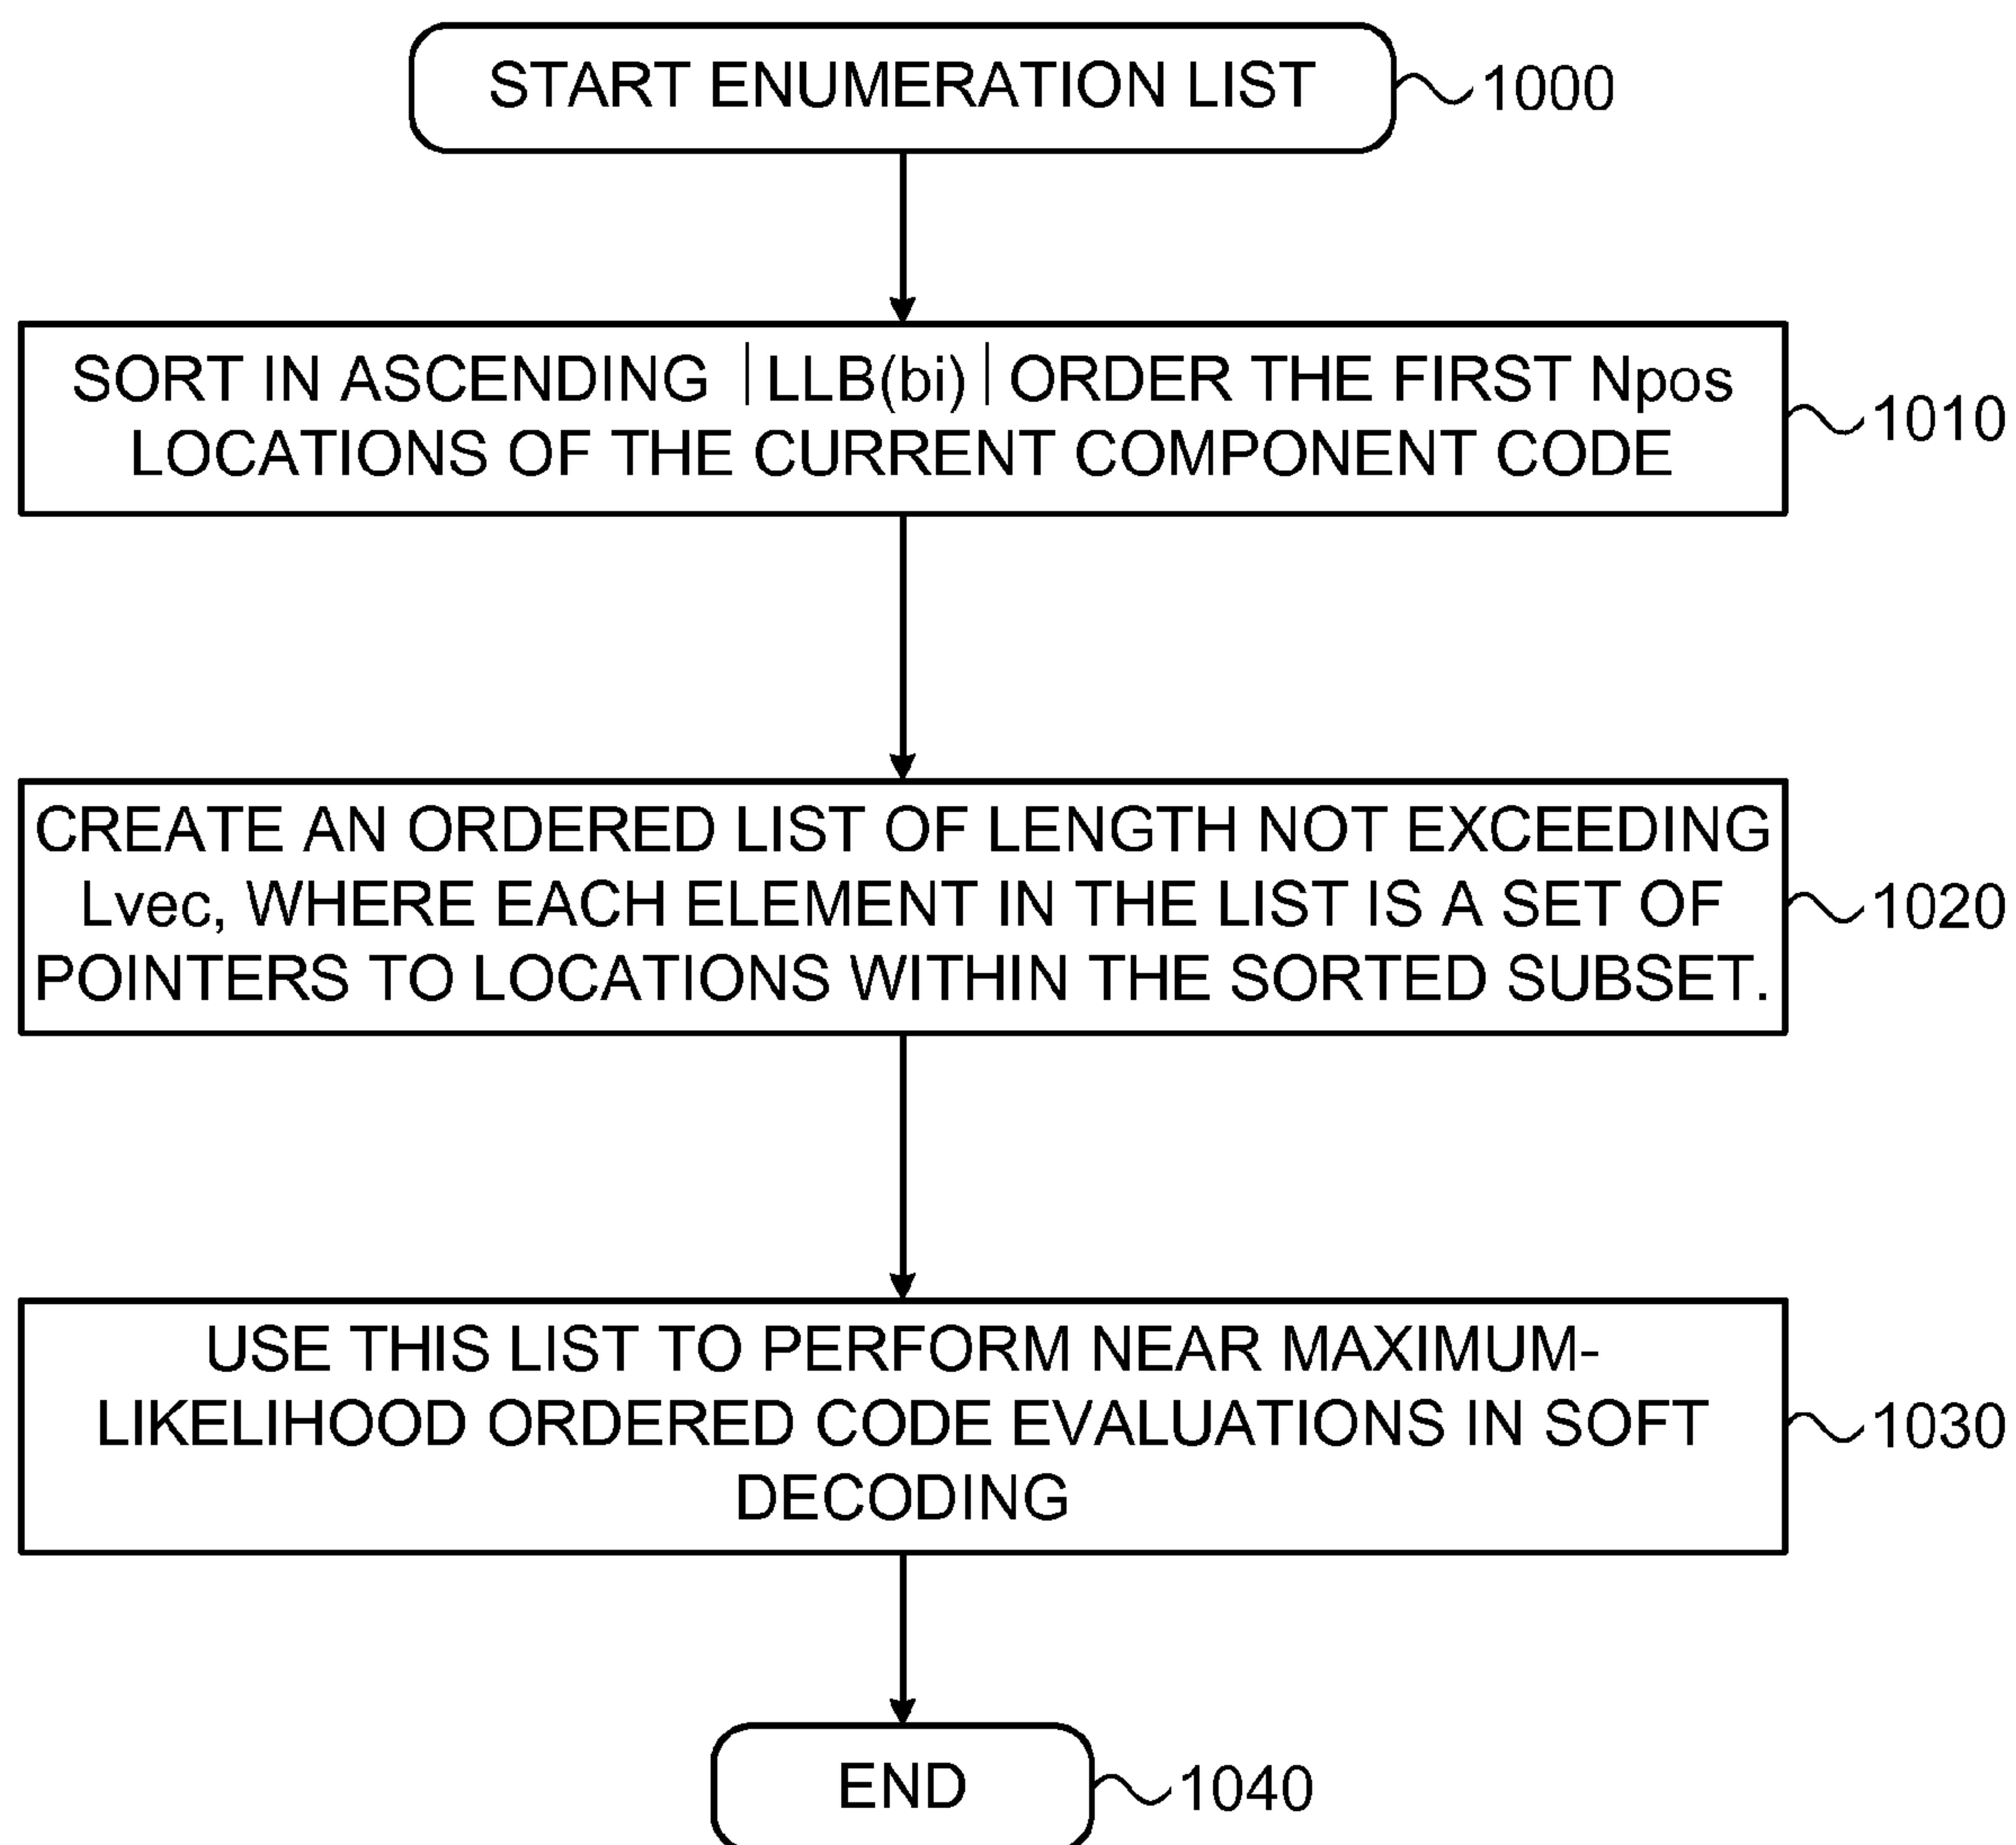 START ENUMERATION LIST
1000
SORT IN ASCENDING |LLB(bi)| ORDER THE FIRST Npos
LOCATIONS OF THE CURRENT COMPONENT CODE
1010
CREATE AN ORDERED LIST OF LENGTH NOT EXCEEDING
Lvec, WHERE EACH ELEMENT IN THE LIST IS A SET OF
POINTERS TO LOCATIONS WITHIN THE SORTED SUBSET.
1020
USE THIS LIST TO PERFORM NEAR MAXIMUM-
LIKELIHOOD ORDERED CODE EVALUATIONS IN SOFT
DECODING
1030
END
1040